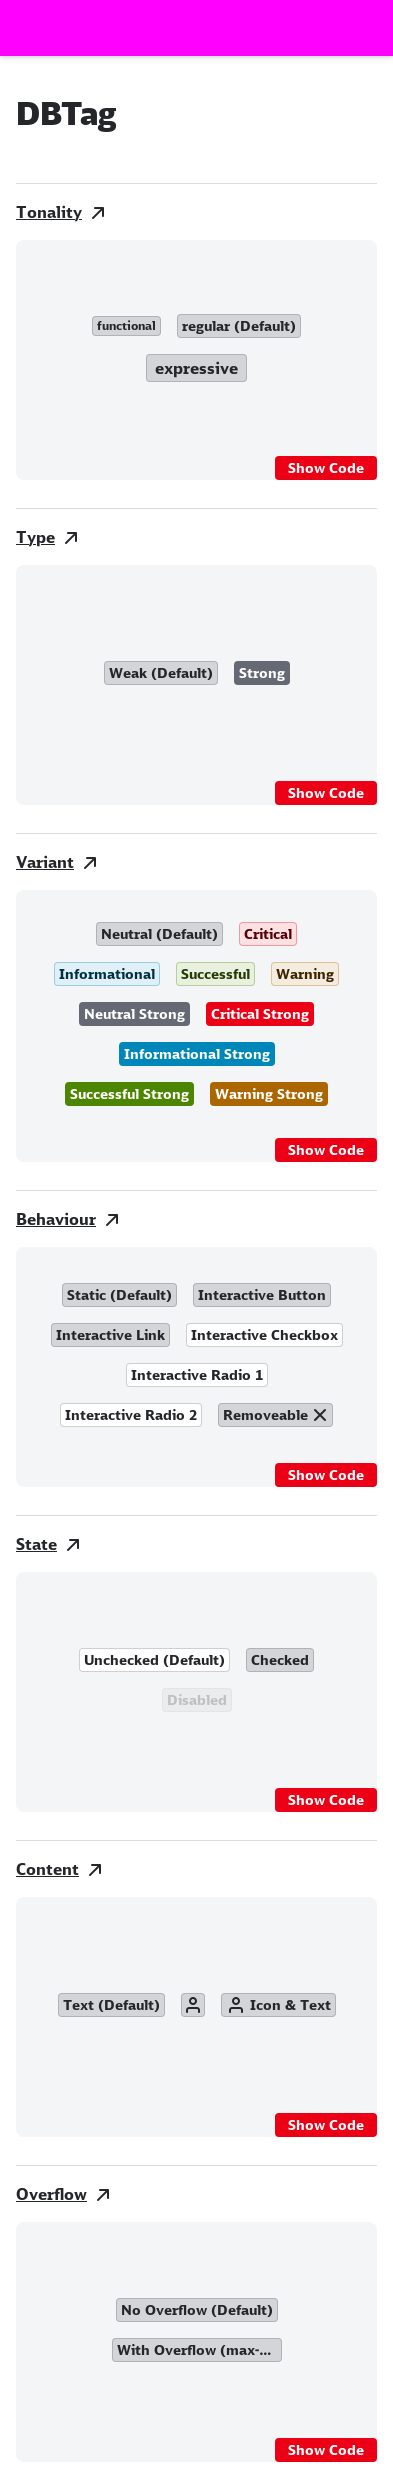 DBTag
Tonality
functional regular (Default)
expressive
Show Code
Type
Weak (Default) Strong
Show Code
Variant
Neutral (Default) Critical
Informational Successful Warning
Neutral Strong Critical Strong
Informational Strong
Successful Strong Warning Strong
Show Code
Behaviour
Static (Default) Interactive Button
Interactive Link Interactive Checkbox
Interactive Radio 1
Interactive Radio 2 Removeable
Show Code
State
Unchecked (Default) Checked
Disabled
Show Code
Content
Text (Default) Icon & Text
Show Code
Overflow
No Overflow (Default)
With Overflow (max-...
Show Code